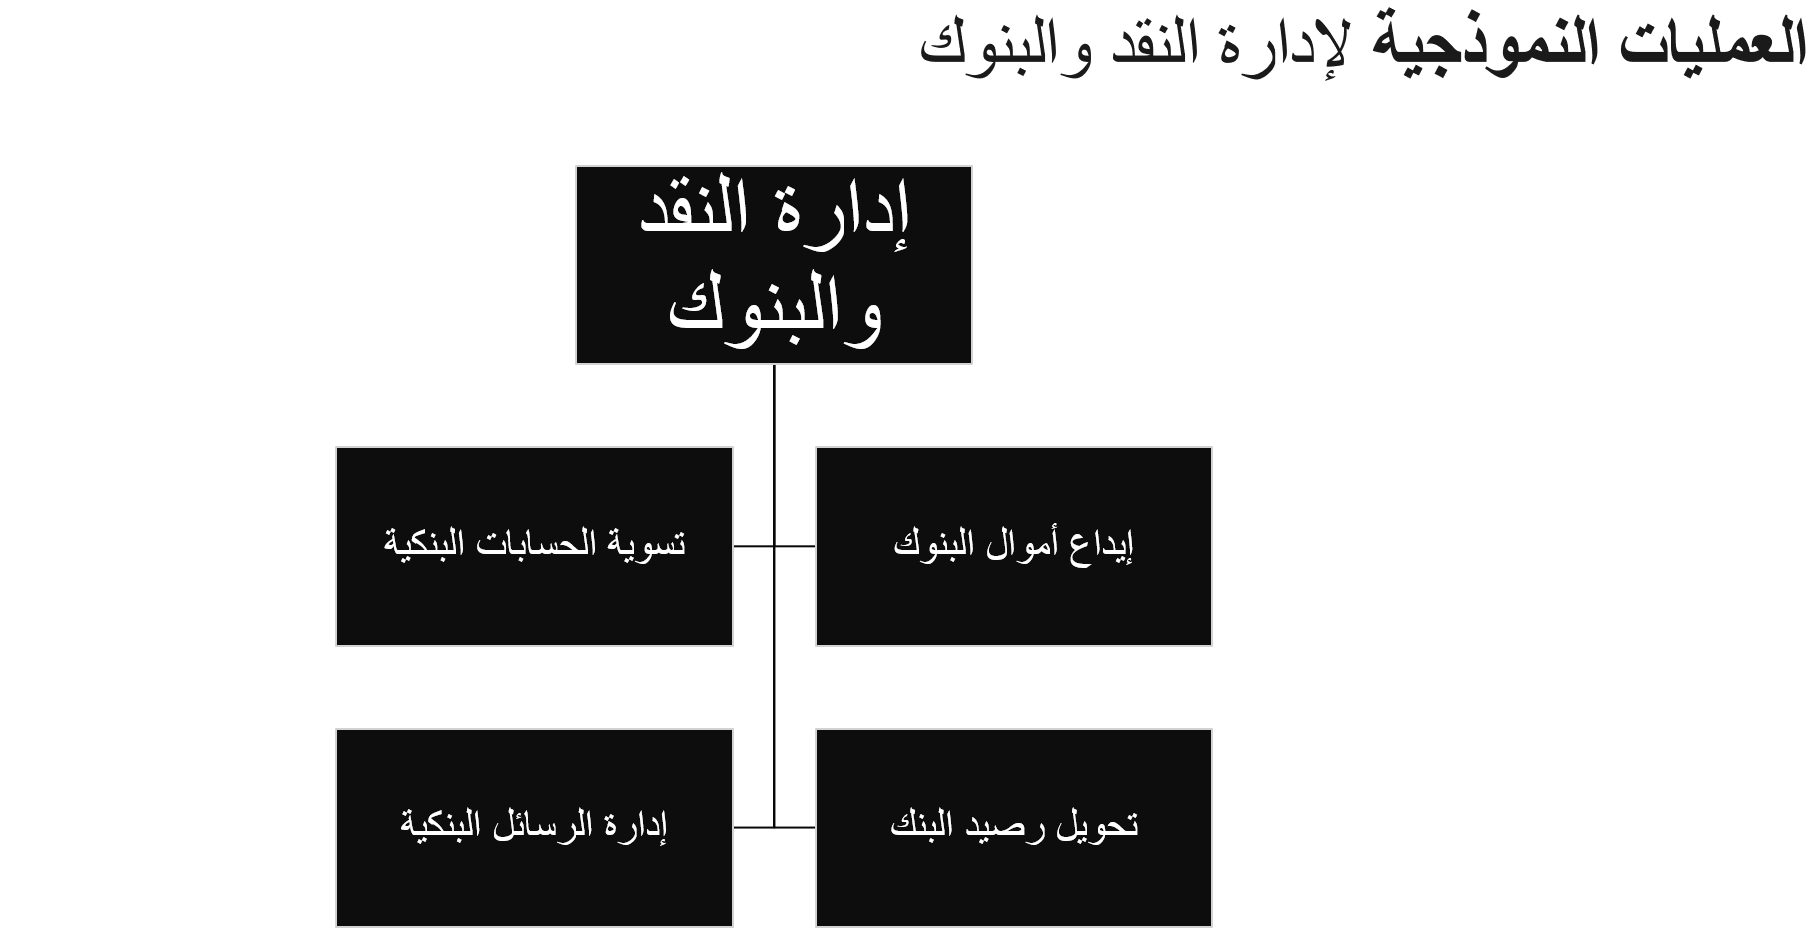 العمليات النموذجية لإدارة النقد والبنوك
إدارة النقد
والبنوك
إيداع أموال البنوك
تسوية الحسابات البنكية
تحويل رصيد البنك
إدارة الرسائل البنكية